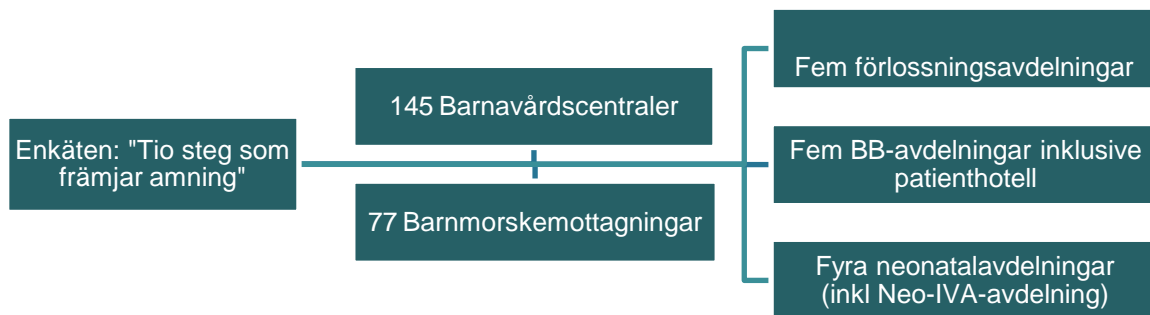 Enkäten: "Tio steg som
främjar amning"
145 Barnavårdscentraler
77 Barnmorskemottagningar
Fem förlossningsavdelningar
Fem BB-avdelningar inklusive
patienthotell
Fyra neonatalavdelningar
(inkl Neo-IVA-avdelning)